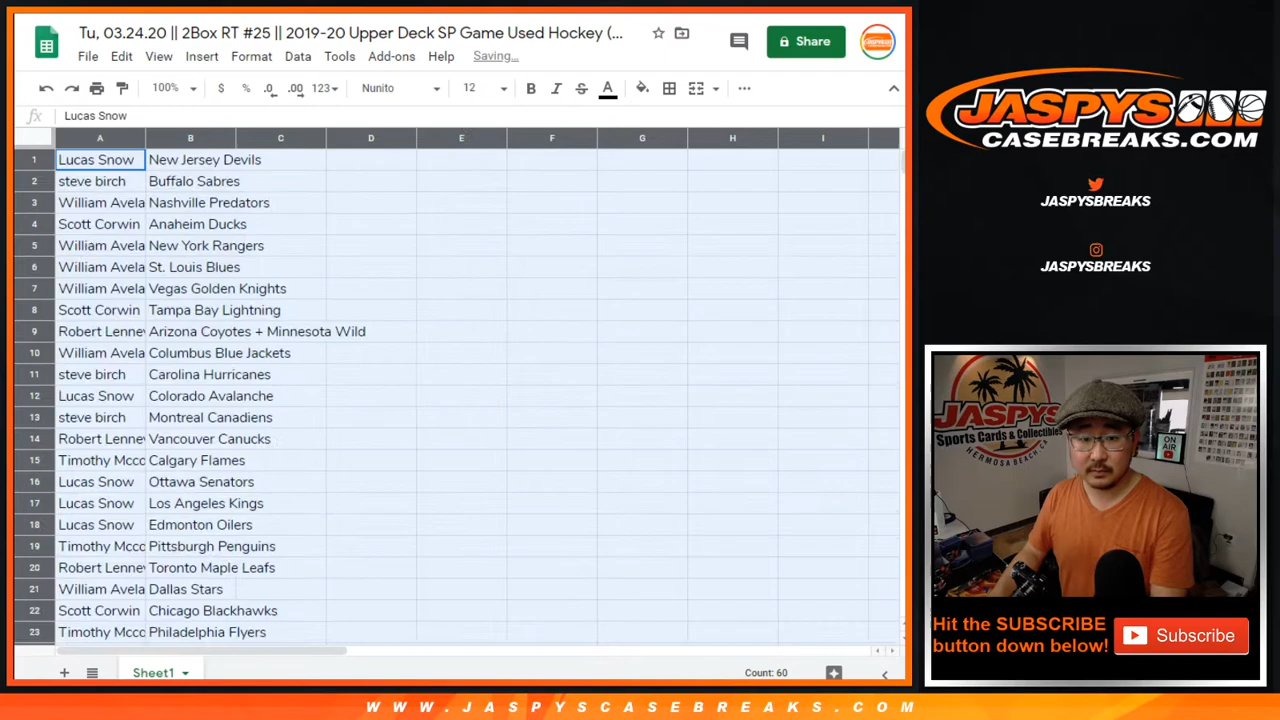 Tu, 03.24.20 || 2Box RT #25 || 2019-20 Upper Deck SP Game Used Hockey (...
Share
File Edit View Insert Format Data Tools Add-ons Help Saving...
100% $ % .0 .00 123 Nunito 12 B I S A
fx Lucas Snow
A B C D E F G H I
1 Lucas Snow New Jersey Devils
2 steve birch Buffalo Sabres
3 William Avela Nashville Predators
4 Scott Corwin Anaheim Ducks
5 William Avela New York Rangers
6 William Avela St. Louis Blues
7 William Avela Vegas Golden Knights
8 Scott Corwin Tampa Bay Lightning
9 Robert Lenney Arizona Coyotes + Minnesota Wild
10 William Avela Columbus Blue Jackets
11 steve birch Carolina Hurricanes
12 Lucas Snow Colorado Avalanche
13 steve birch Montreal Canadiens
14 Robert Lenney Vancouver Canucks
15 Timothy Mcco Calgary Flames
16 Lucas Snow Ottawa Senators
17 Lucas Snow Los Angeles Kings
18 Lucas Snow Edmonton Oilers
19 Timothy Mcco Pittsburgh Penguins
20 Robert Lenney Toronto Maple Leafs
21 William Avela Dallas Stars
22 Scott Corwin Chicago Blackhawks
23 Timothy Mcco Philadelphia Flyers
Sheet1
Count: 60
JASPYS
CASEBREAKS.COM
JASPYSBREAKS
JASPYSBREAKS
JASPYS
Sports Cards & Collectibles
HERMOSA BEACH, CA
ON AIR
Hit the SUBSCRIBE
button down below!
Subscribe
WWW.JASPYSCASEBREAKS.COM